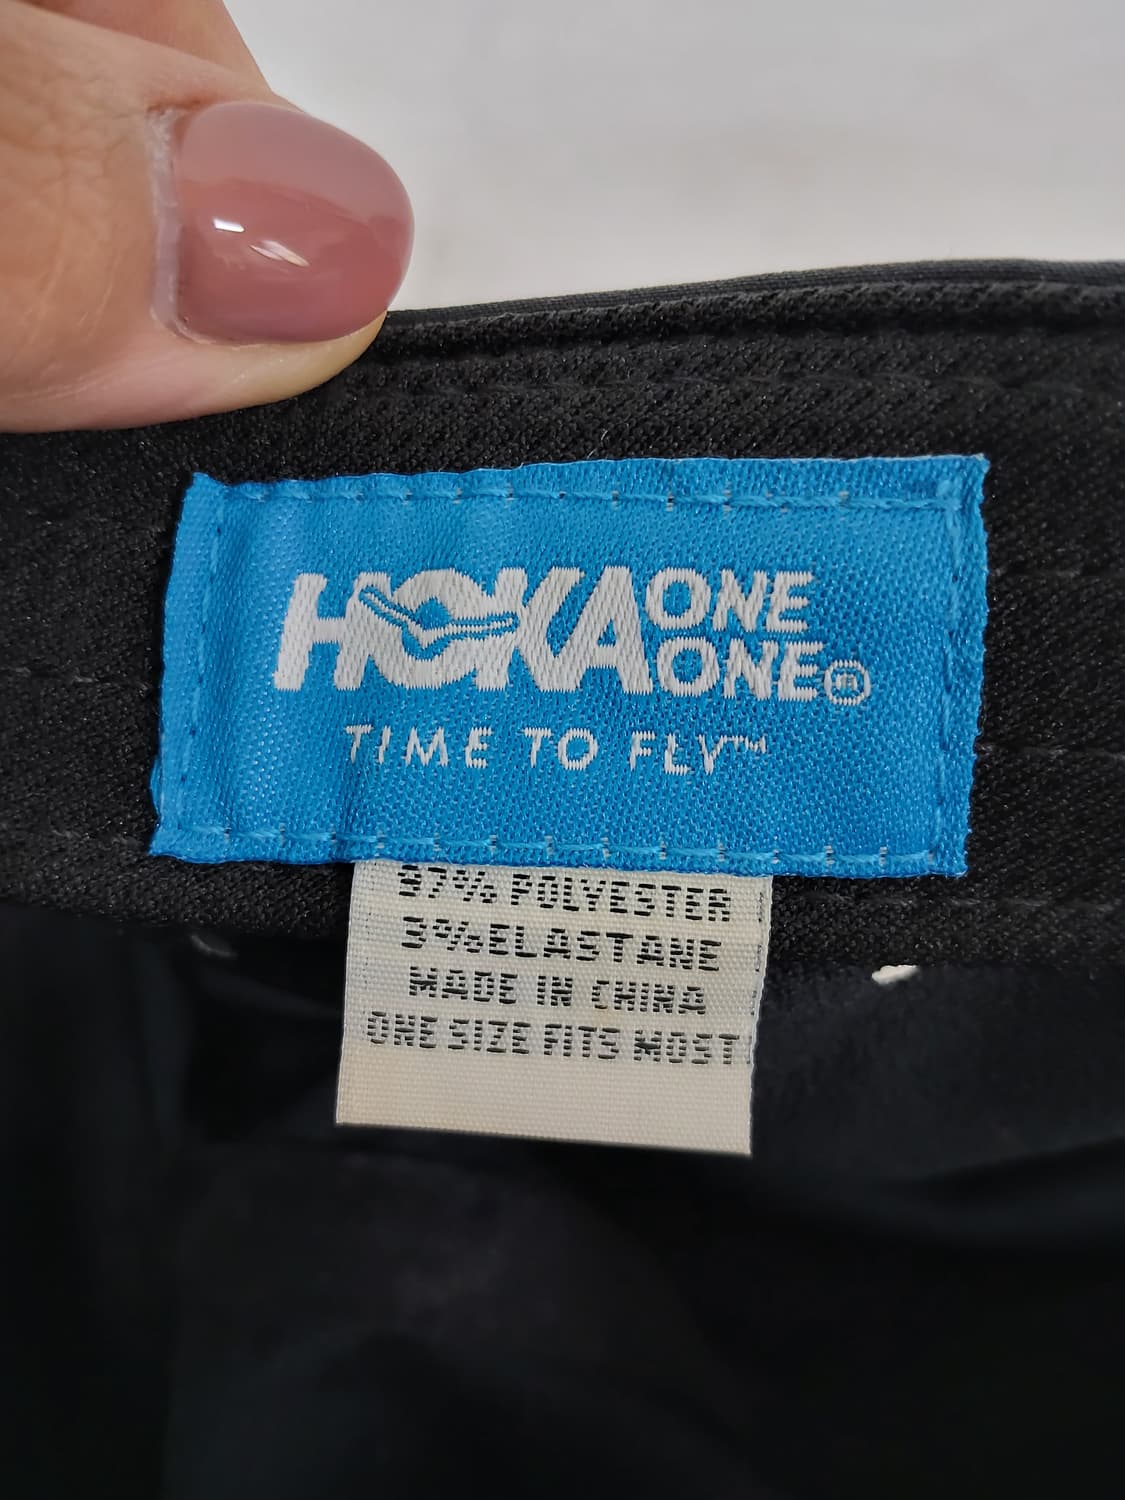 HOKA ONE ONE®
TIME TO FLY™
97% POLYESTER
3%ELASTANE
MADE IN CHINA
ONE SIZE FITS MOST